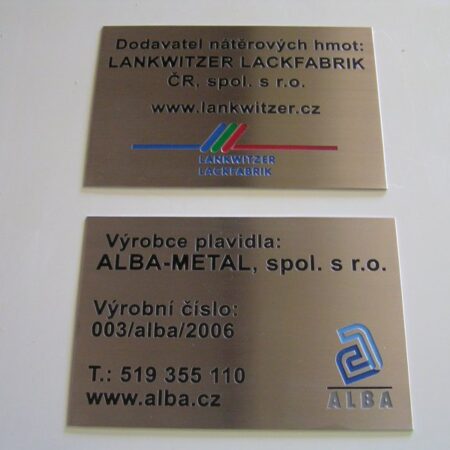 Dodavatel nátěrových hmot:
LANKWITZER LACKFABRIK
ČR, spol. s r.o.
www.lankwitzer.cz
LANKWITZER
LACKFABRIK
Výrobce plavidla:
ALBA-METAL, spol. s r.o.
Výrobní číslo:
003/alba/2006
T.: 519 355 110
www.alba.cz
ALBA